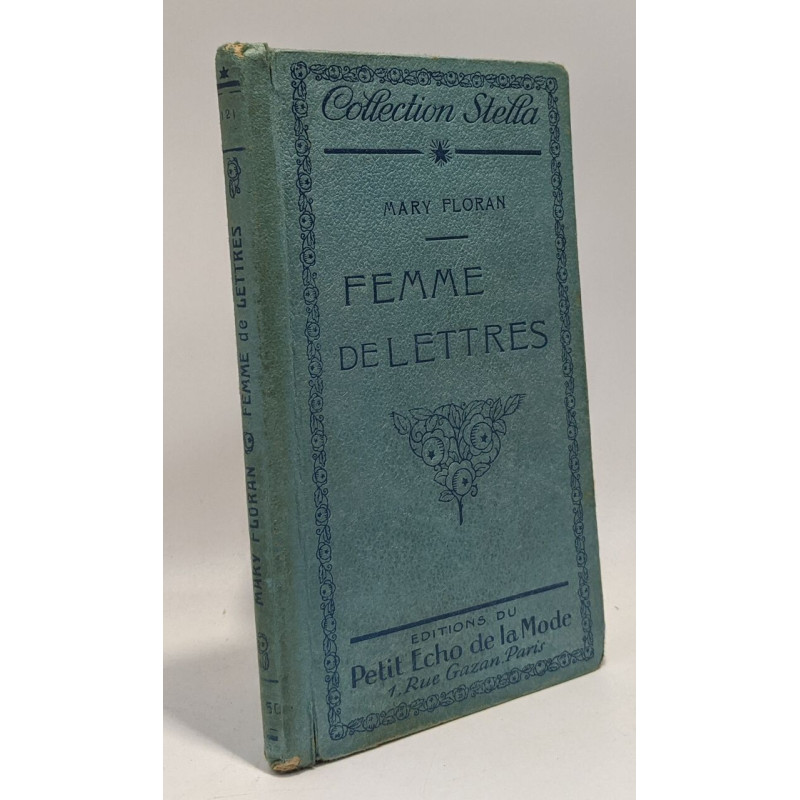 Collection Stella
MARY FLORAN
FEMME
DE LETTRES
EDITIONS DU
Petit Echo de la Mode
1, Rue Gazan, Paris
121
MARY FLORAN FEMME de LETTRES